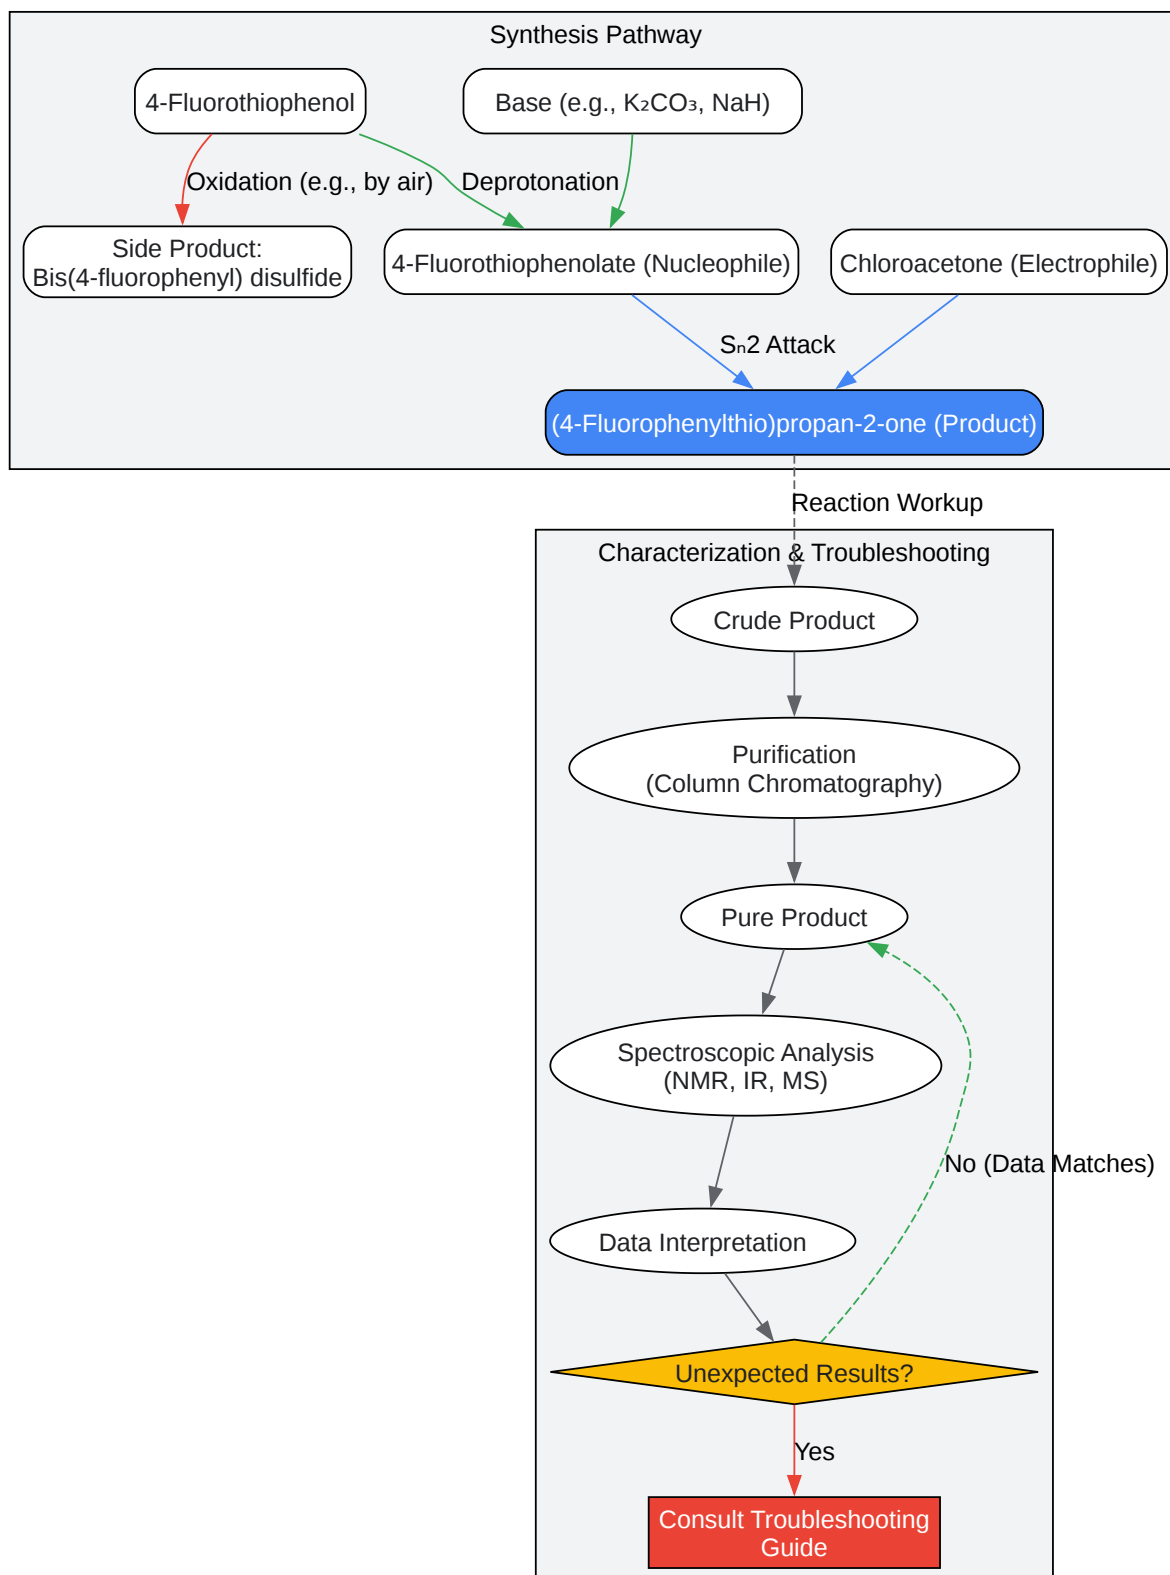 Synthesis Pathway
4-Fluorothiophenol
Base (e.g., K₂CO₃, NaH)
Oxidation (e.g., by air)
Deprotonation
Side Product:
Bis(4-fluorophenyl) disulfide
4-Fluorothiophenolate (Nucleophile)
Chloroacetone (Electrophile)
Sₙ2 Attack
(4-Fluorophenylthio)propan-2-one (Product)
Reaction Workup
Characterization & Troubleshooting
Crude Product
Purification
(Column Chromatography)
Pure Product
Spectroscopic Analysis
(NMR, IR, MS)
No (Data Matches)
Data Interpretation
Unexpected Results?
Yes
Consult Troubleshooting
Guide